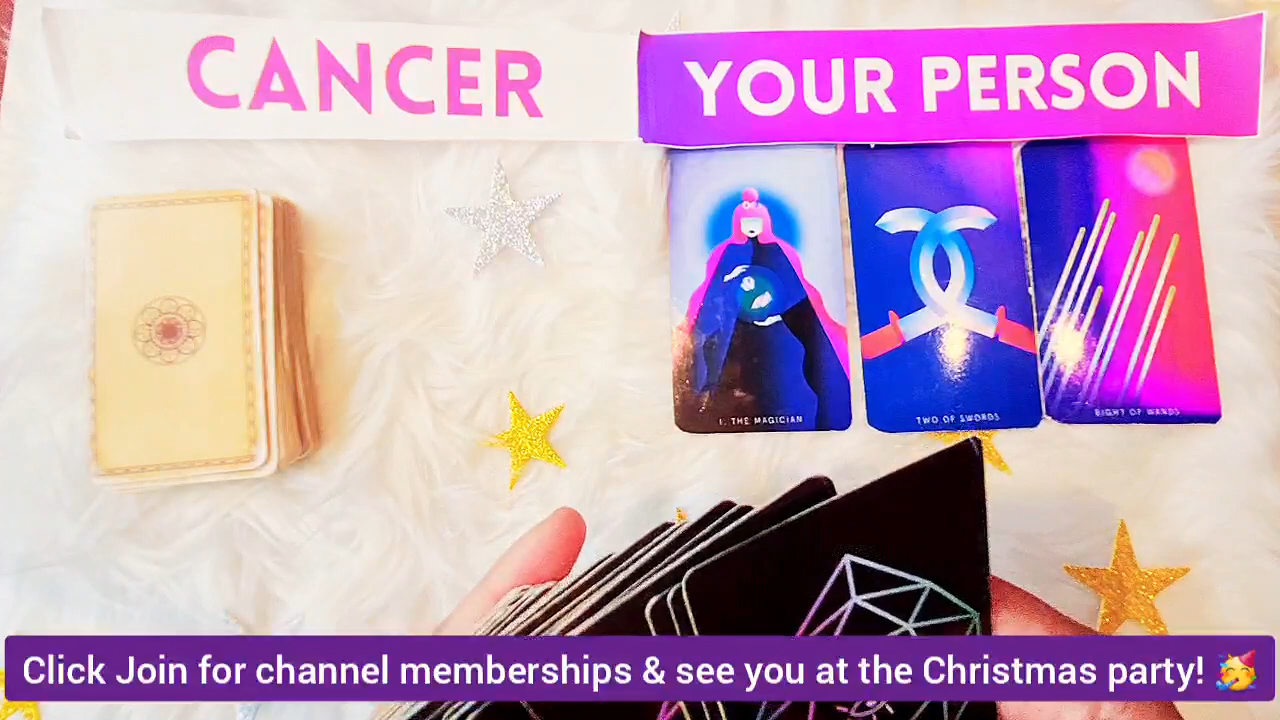 CANCER
YOUR PERSON
I. THE MAGICIAN
TWO OF SWORDS
EIGHT OF WANDS
Click Join for channel memberships & see you at the Christmas party! 🥳